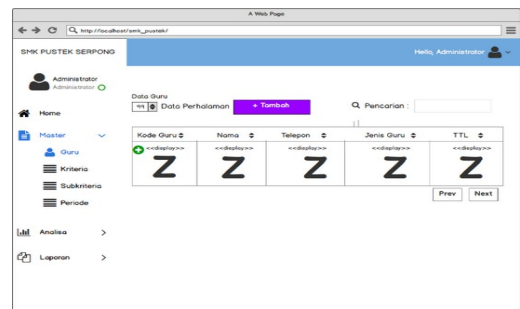 A Web Page
http://localhost/smk_pustek/
SMK PUSTEK SERPONG
Hello, Administrator
Administrator
Administrator
Home
Master
Guru
Kriteria
Subkriteria
Periode
Analisa
Laporan
Data Guru
Data Perhalaman
+ Tambah
Pencarian :
Kode Guru Nama Telepon Jenis Guru TTL
<<display>> <<display>> <<display>> <<display>> <<display>>
Z Z Z Z Z
Prev Next